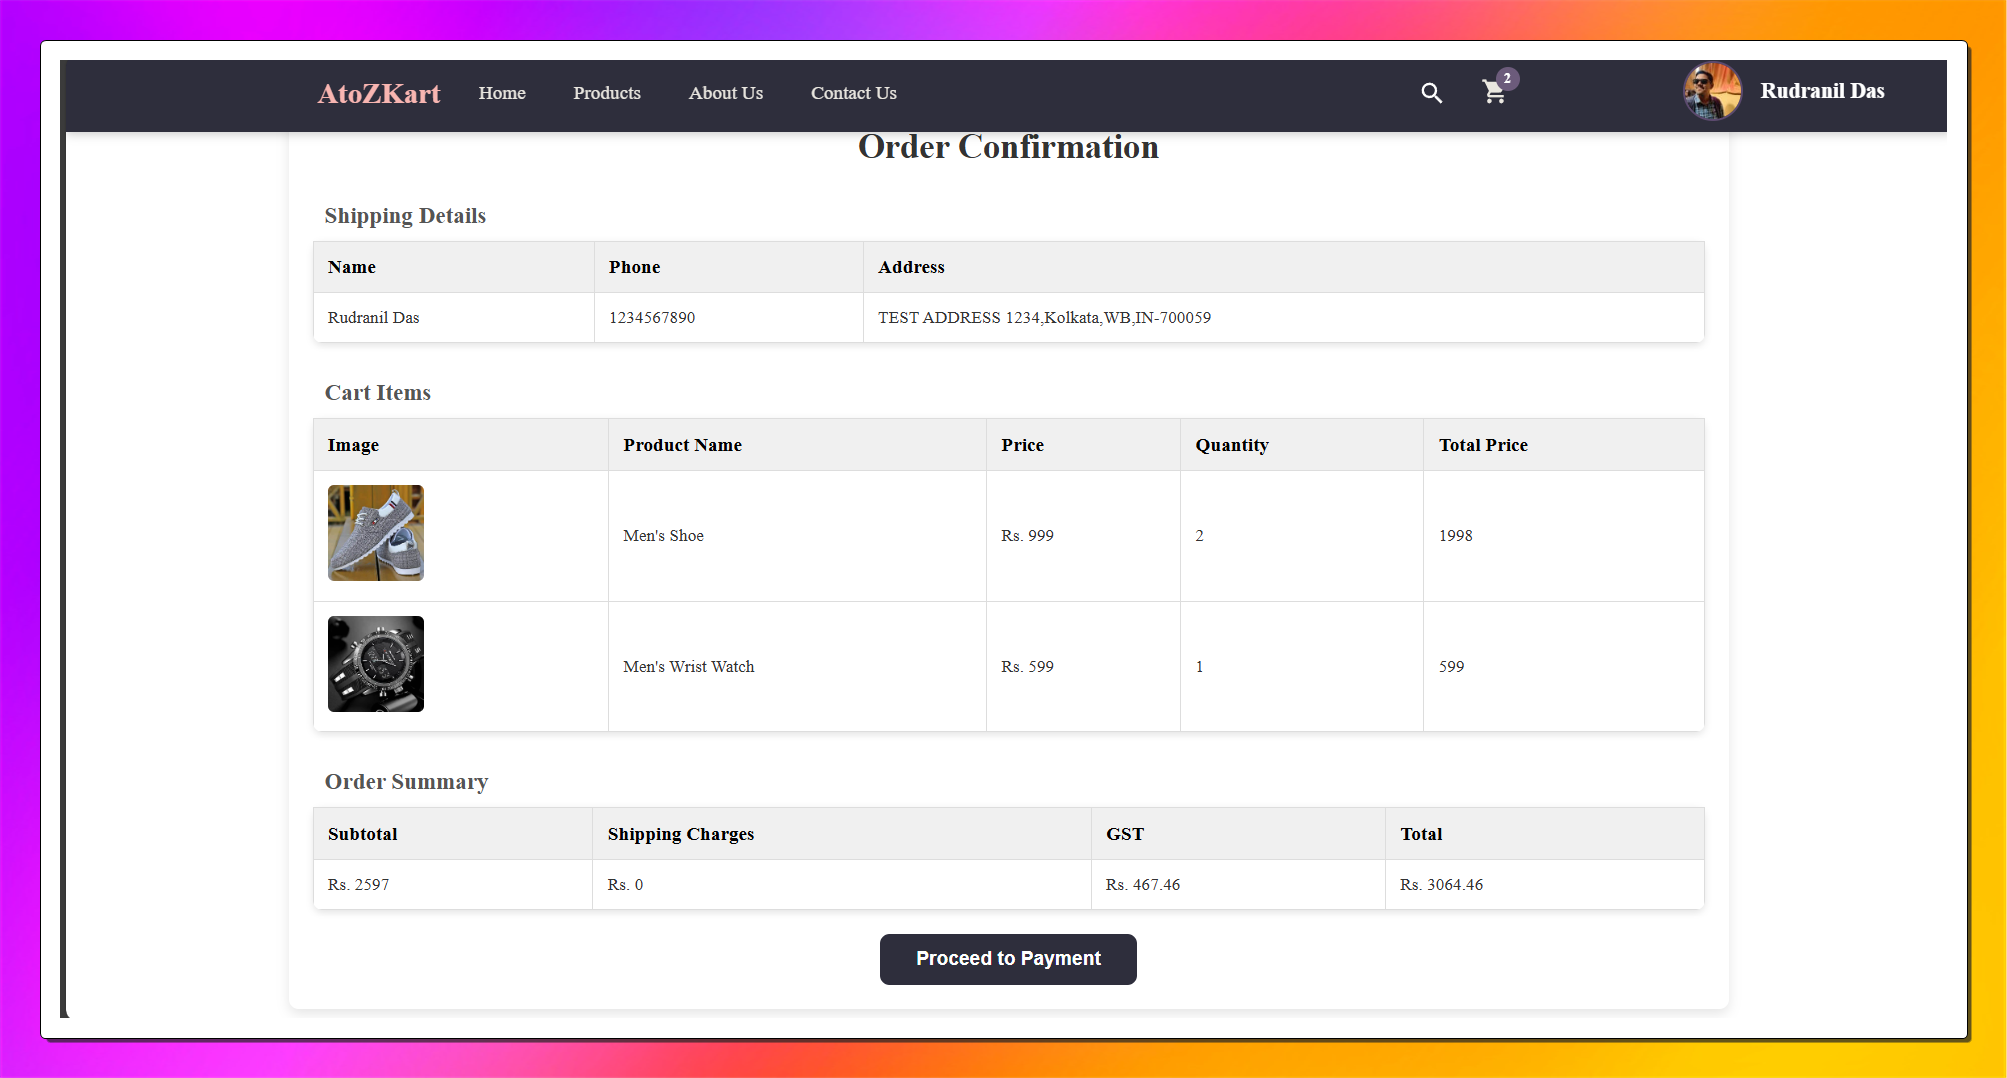 AtoZKart Home Products About Us Contact Us 2 Rudranil Das
Order Confirmation
Shipping Details
Name Phone Address
Rudranil Das 1234567890 TEST ADDRESS 1234,Kolkata,WB,IN-700059
Cart Items
Image Product Name Price Quantity Total Price
Men's Shoe Rs. 999 2 1998
Men's Wrist Watch Rs. 599 1 599
Order Summary
Subtotal Shipping Charges GST Total
Rs. 2597 Rs. 0 Rs. 467.46 Rs. 3064.46
Proceed to Payment